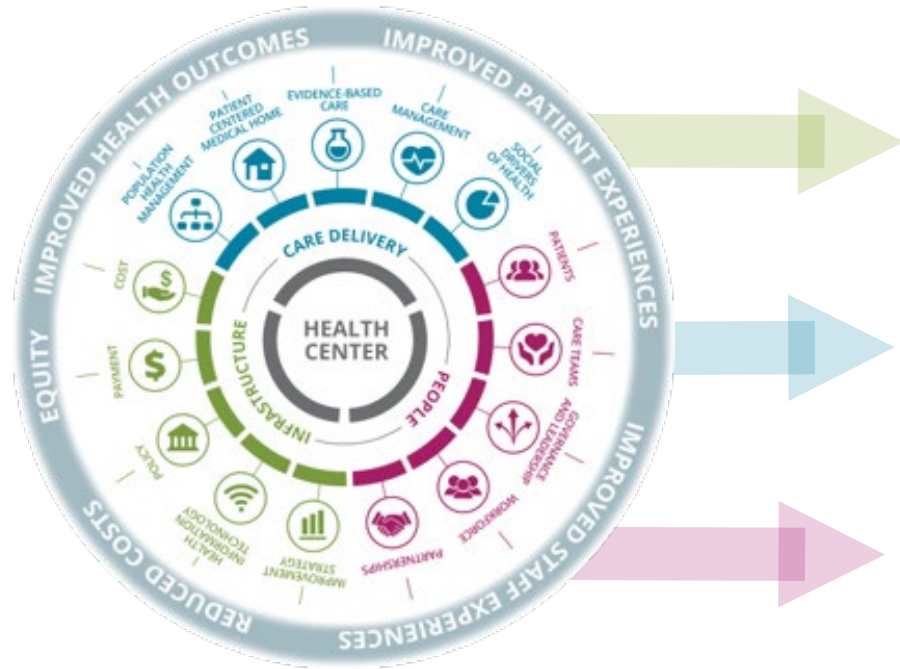 IMPROVED HEALTH OUTCOMES
IMPROVED PATIENT EXPERIENCES
IMPROVED STAFF EXPERIENCES
REDUCED COSTS
EQUITY
HEALTH
CENTER
CARE DELIVERY
POPULATION
HEALTH
MANAGEMENT
PATIENT
CENTERED
MEDICAL HOME
EVIDENCE-BASED
CARE
CARE
MANAGEMENT
SOCIAL
DRIVERS
OF HEALTH
PEOPLE
PATIENTS
CARE TEAMS
GOVERNANCE
AND LEADERSHIP
WORKFORCE
PARTNERSHIPS
INFRASTRUCTURE
IMPROVEMENT
STRATEGY
HEALTH
INFORMATION
TECHNOLOGY
POLICY
PAYMENT
$
COST
$